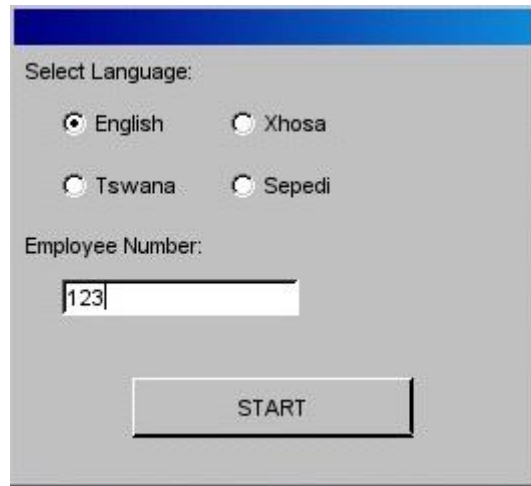 Select Language:
English Xhosa
Tswana Sepedi
Employee Number:
123
START